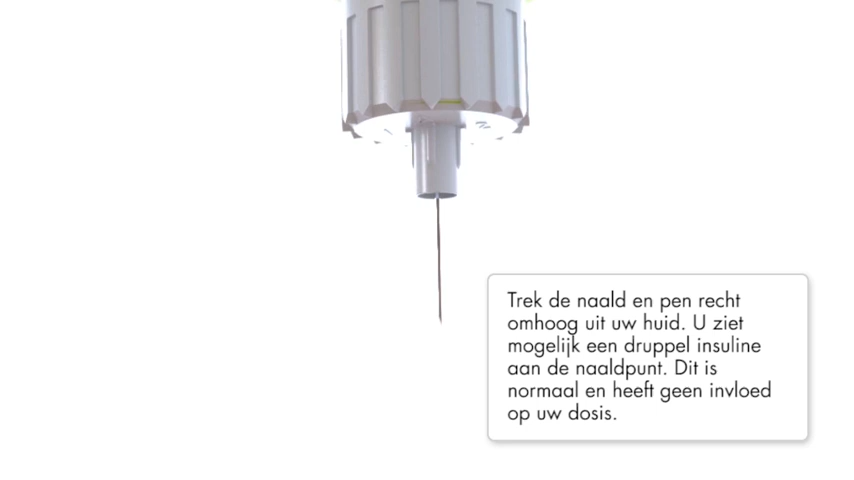 Trek de naald en pen recht
omhoog uit uw huid. U ziet
mogelijk een druppel insuline
aan de naaldpunt. Dit is
normaal en heeft geen invloed
op uw dosis.